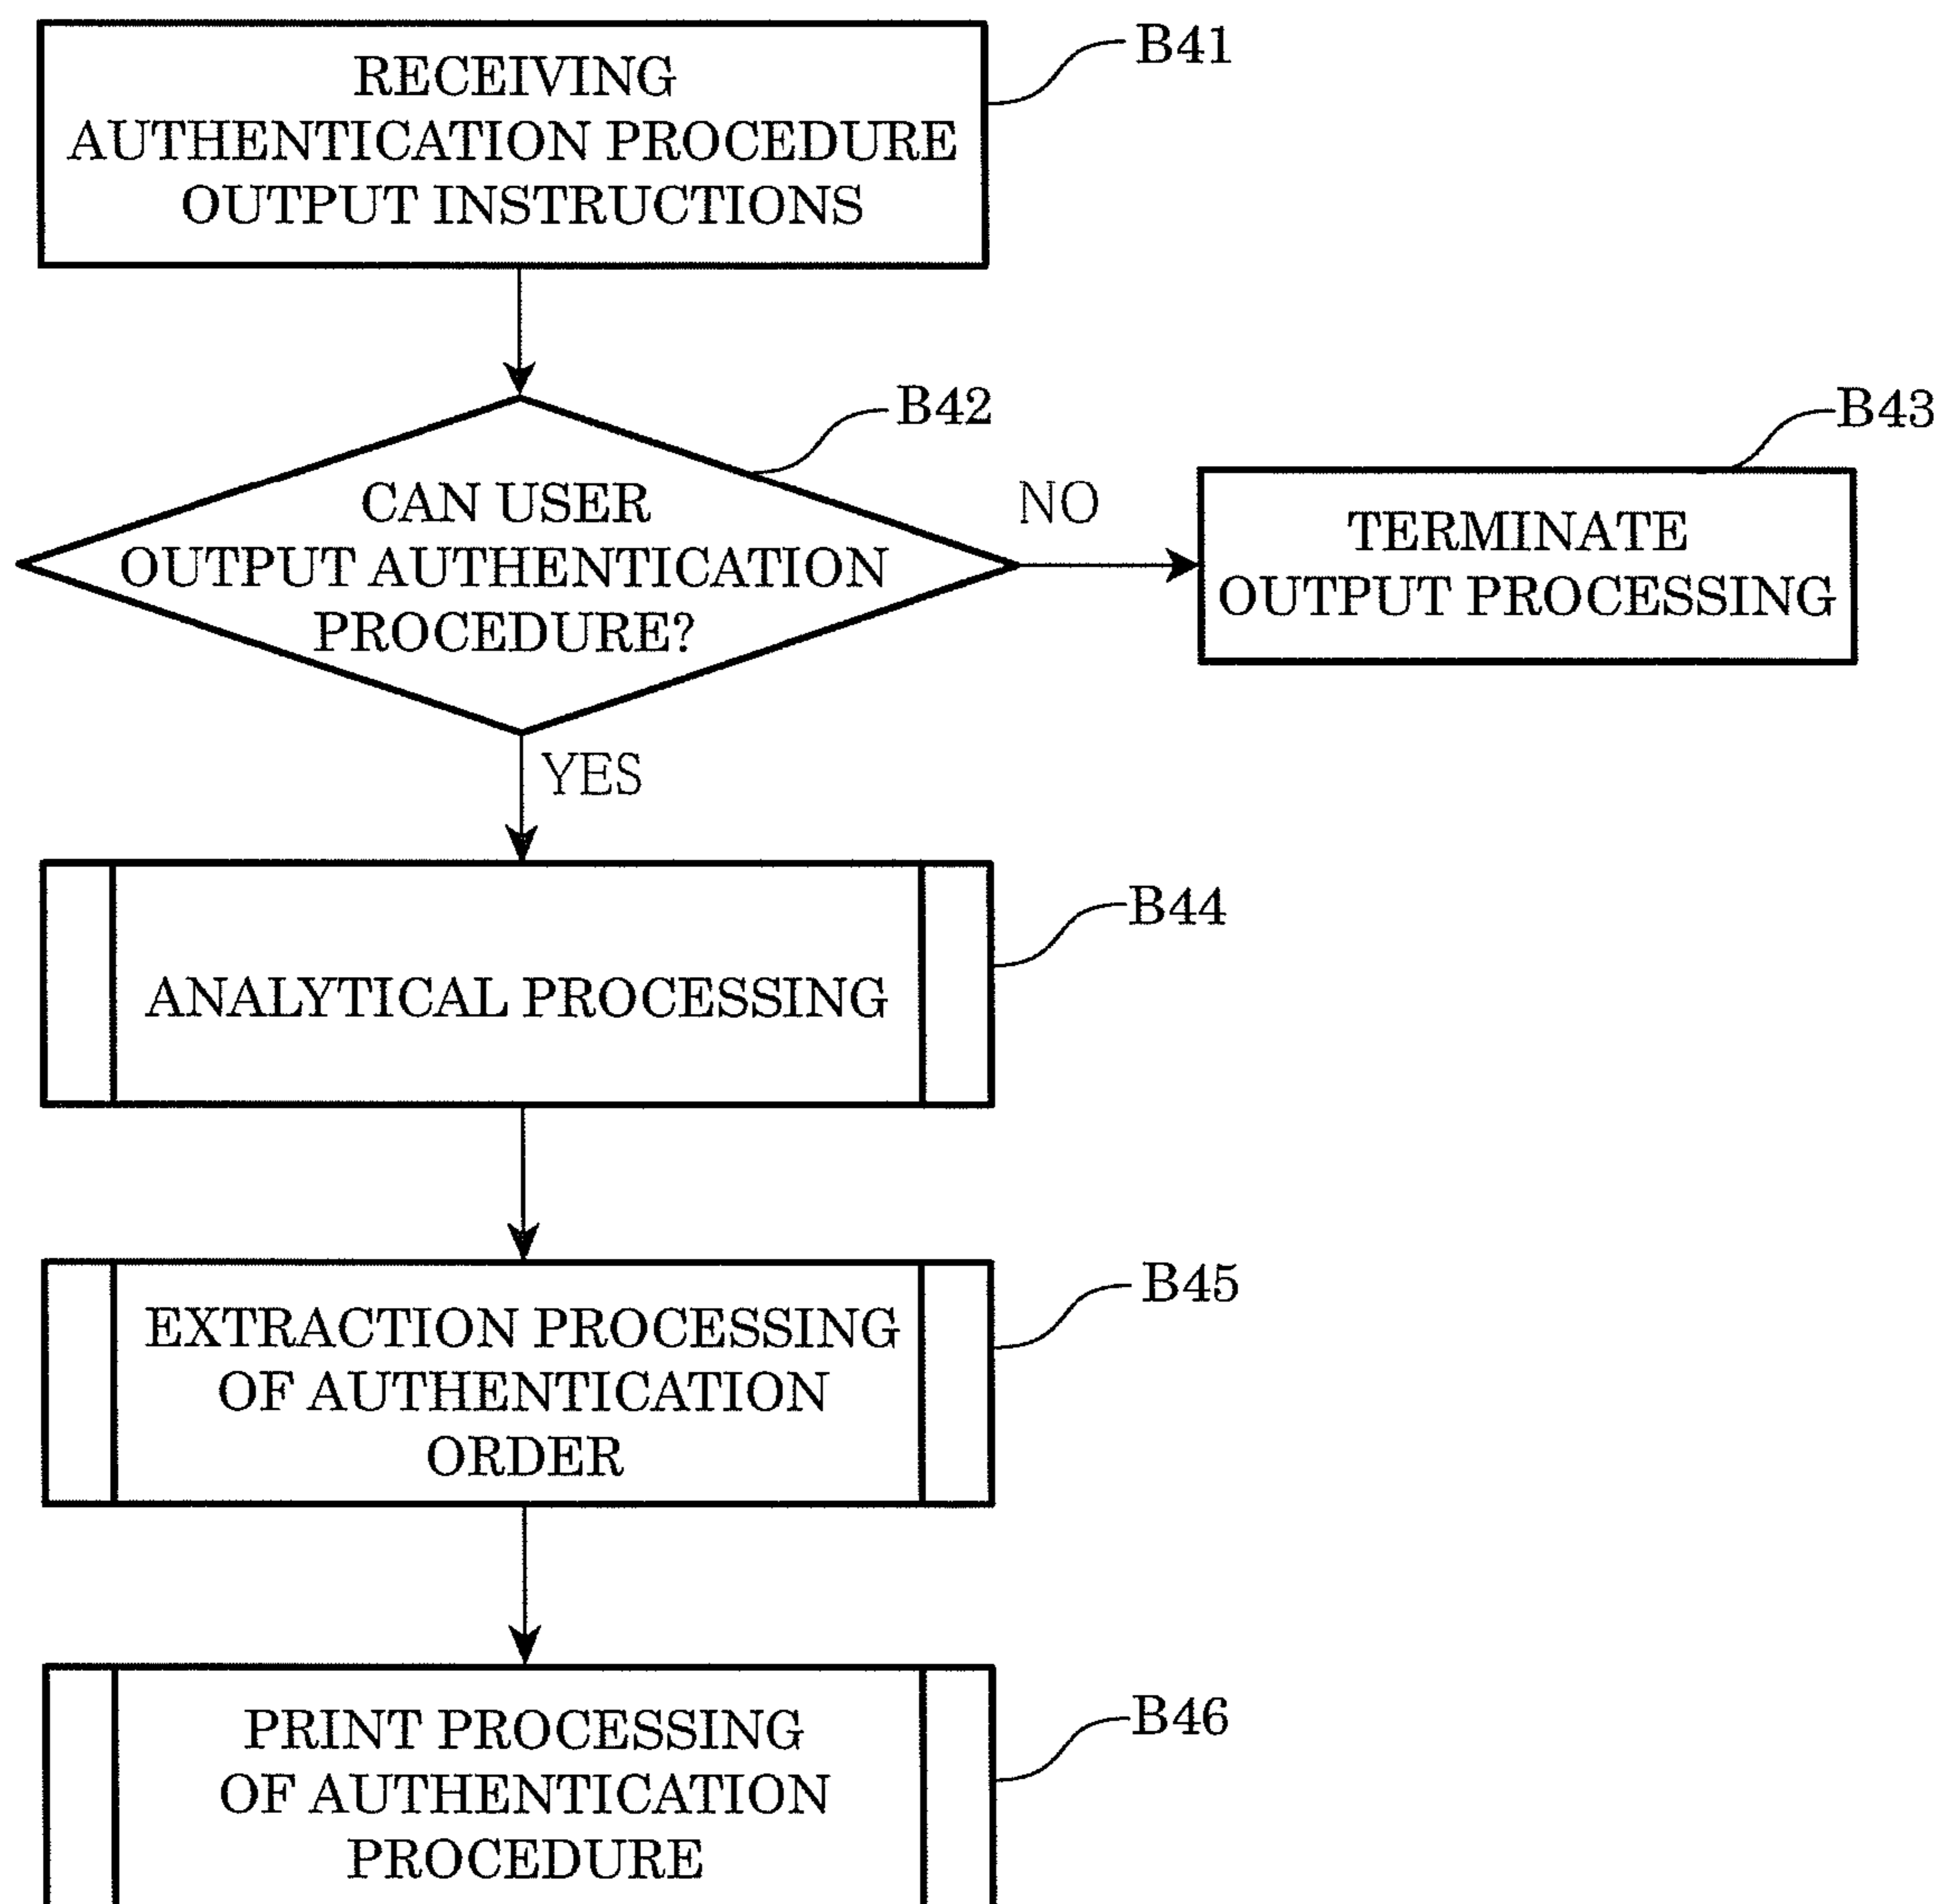 RECEIVING
AUTHENTICATION PROCEDURE
OUTPUT INSTRUCTIONS
B41
CAN USER
OUTPUT AUTHENTICATION
PROCEDURE?
B42
NO
TERMINATE
OUTPUT PROCESSING
B43
YES
ANALYTICAL PROCESSING
B44
EXTRACTION PROCESSING
OF AUTHENTICATION
ORDER
B45
PRINT PROCESSING
OF AUTHENTICATION
PROCEDURE
B46